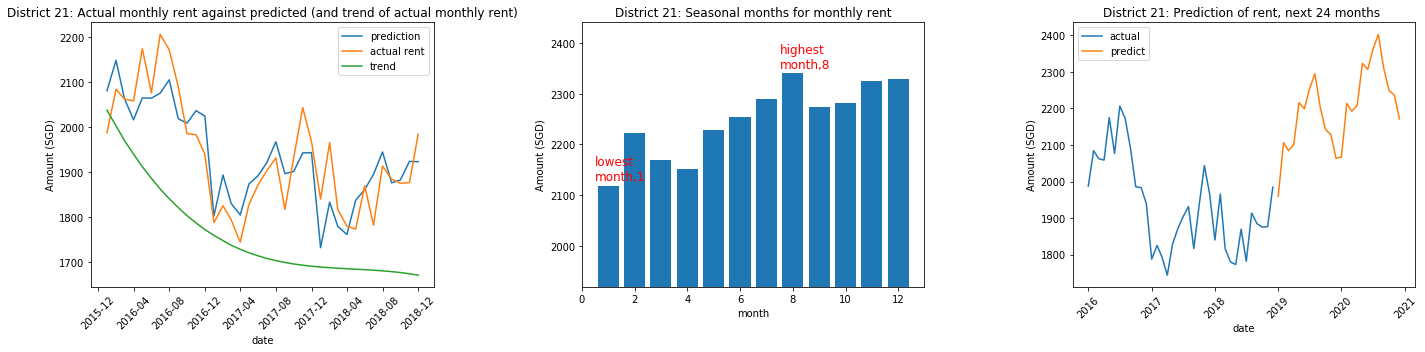 District 21: Actual monthly rent against predicted (and trend of actual monthly rent)
prediction
actual rent
trend
2200
2100
2000
1900
1800
1700
Amount (SGD)
2015-12
2016-04
2016-08
2016-12
2017-04
2017-08
2017-12
2018-04
2018-08
2018-12
date
District 21: Seasonal months for monthly rent
highest
month,8
lowest
month,1
2400
2300
2200
2100
2000
Amount (SGD)
0 2 4 6 8 10 12
month
District 21: Prediction of rent, next 24 months
actual
predict
2400
2300
2200
2100
2000
1900
1800
Amount (SGD)
2016
2017
2018
2019
2020
2021
date